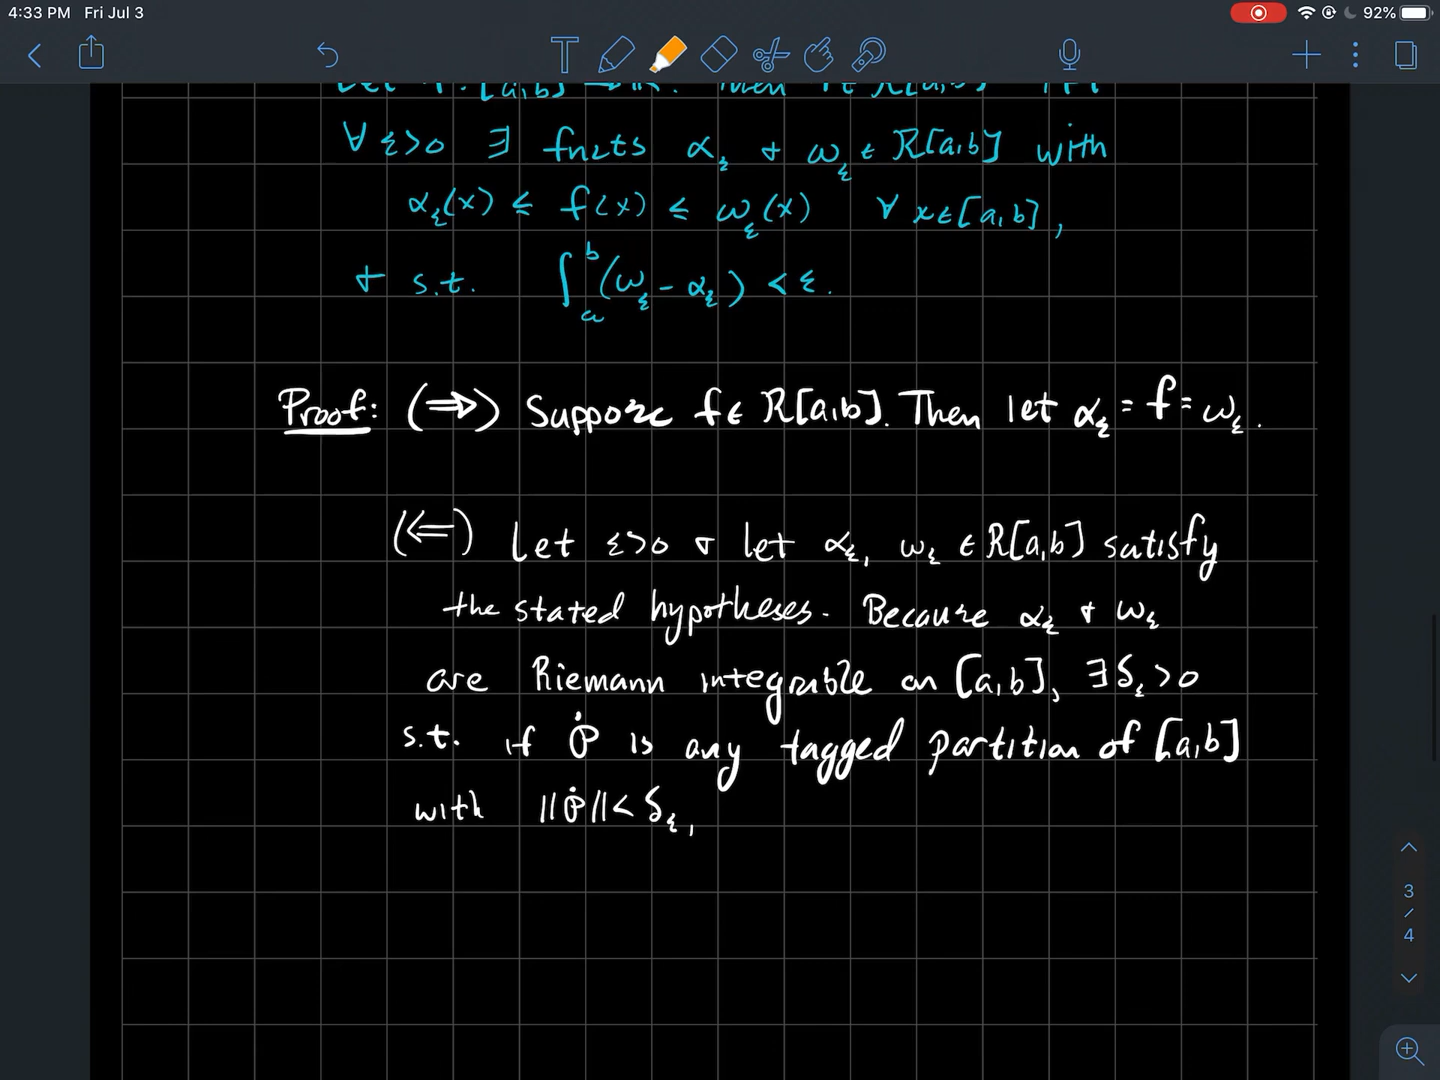 4:33 PM Fri Jul 3
92%
∀ ε>0 ∃ fncts α_ε + ω_ε ∈ R[a,b] with
α_ε(x) ≤ f(x) ≤ ω_ε(x) ∀ x∈[a,b],
+ s.t. ∫_a^b (ω_ε - α_ε) < ε.
Proof: (⇒) Suppose f∈ R[a,b]. Then let α_ε = f = ω_ε.
(⇐) Let ε>0 + let α_ε, ω_ε ∈ R[a,b] satisfy
the stated hypotheses. Because α_ε + ω_ε
are Riemann integrable on [a,b], ∃ δ_ε >0
s.t. if Ṗ is any tagged partition of [a,b]
with ||Ṗ|| < δ_ε,
3
/
4